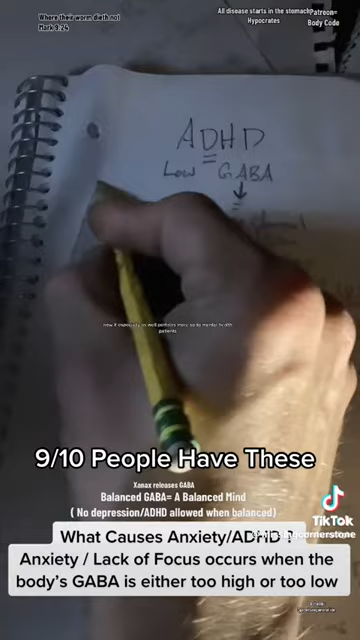 Where their worm dieth not
Mark 9:24
All disease starts in the stomach
Hypocrates
Patreon=
Body Code
ADHD
=
Low GABA
↓
patients
9/10 People Have These
Xanax releases GABA
Balanced GABA= A Balanced Mind
( No depression/ADHD allowed when balanced)
TikTok
What Causes Anxiety/ADHD ?
Anxiety / Lack of Focus occurs when the
body's GABA is either too high or too low